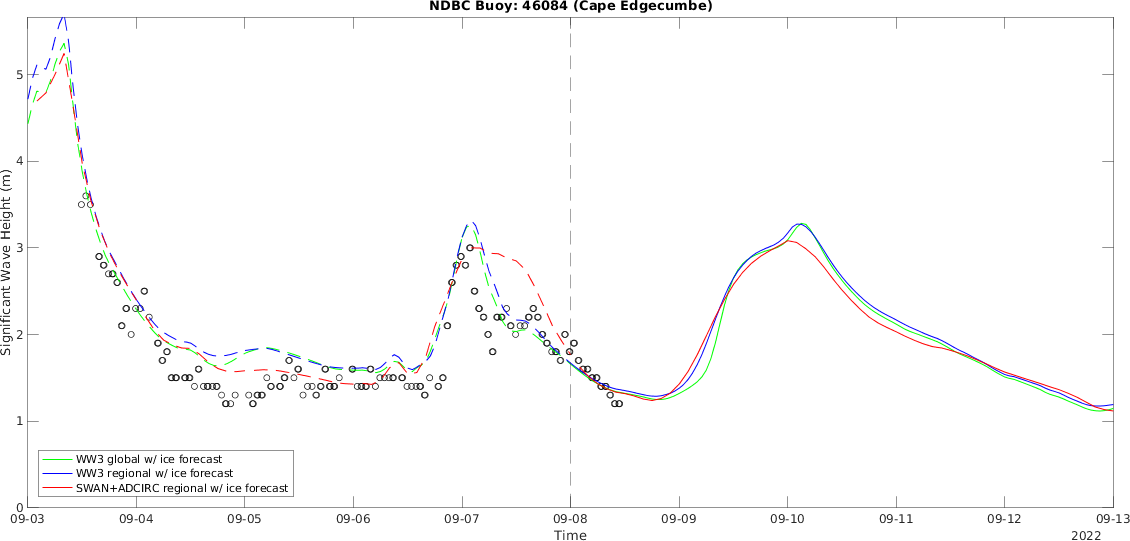 NDBC Buoy: 46084 (Cape Edgecumbe)
Significant Wave Height (m)
5
4
3
2
1
0
WW3 global w/ ice forecast
WW3 regional w/ ice forecast
SWAN+ADCIRC regional w/ ice forecast
09-03 09-04 09-05 09-06 09-07 09-08 09-09 09-10 09-11 09-12 09-13
Time
2022